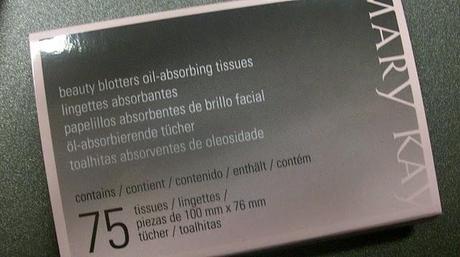 beauty blotters oil-absorbing tissues
lingettes absorbantes
papelillos absorbentes de brillo facial
öl-absorbierende tücher
toalhitas absorventes de oleosidade
contains / contient / contenido / enthält / contém
75
tissues / lingettes /
piezas de 100 mm x 76 mm
tücher / toalhitas
MARY KAY